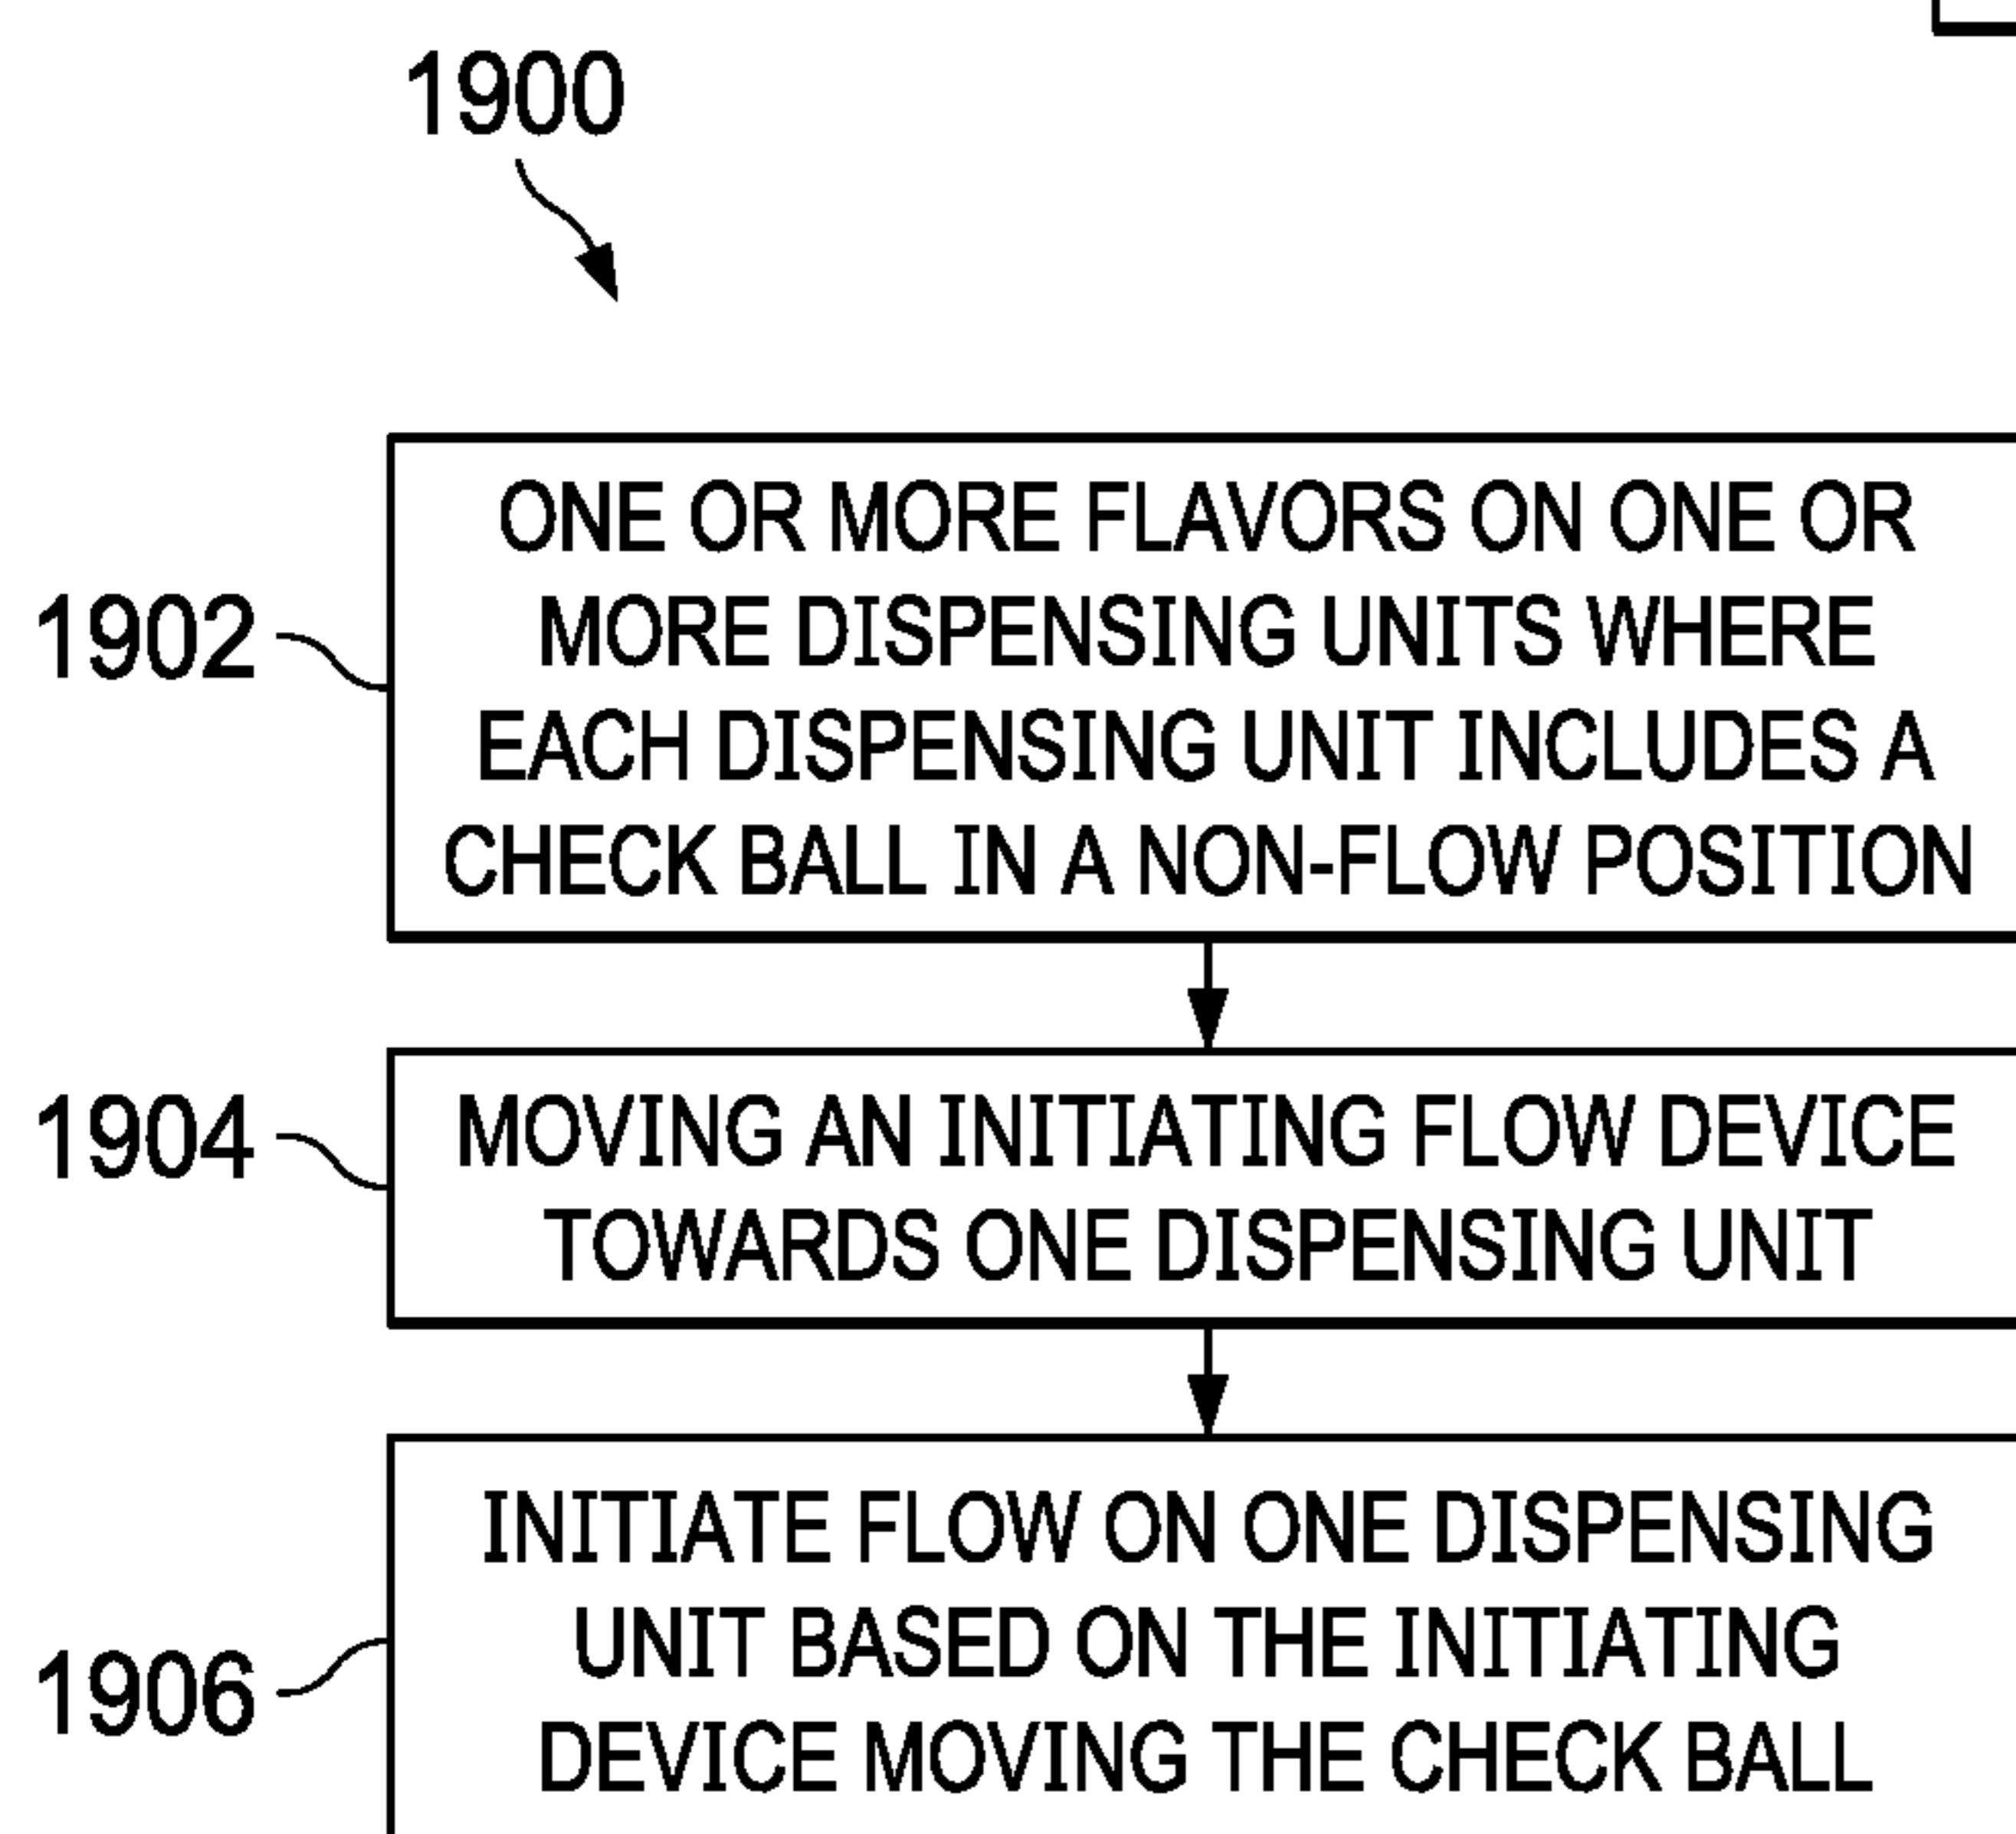 1900
1902
ONE OR MORE FLAVORS ON ONE OR
MORE DISPENSING UNITS WHERE
EACH DISPENSING UNIT INCLUDES A
CHECK BALL IN A NON-FLOW POSITION
1904
MOVING AN INITIATING FLOW DEVICE
TOWARDS ONE DISPENSING UNIT
1906
INITIATE FLOW ON ONE DISPENSING
UNIT BASED ON THE INITIATING
DEVICE MOVING THE CHECK BALL